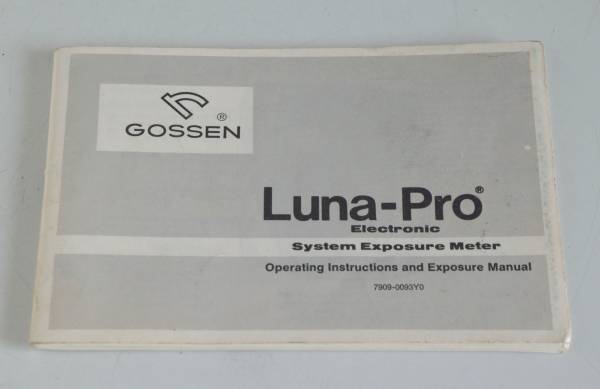 ®
GOSSEN
Luna-Pro®
Electronic
System Exposure Meter
Operating Instructions and Exposure Manual
7909-0093Y0